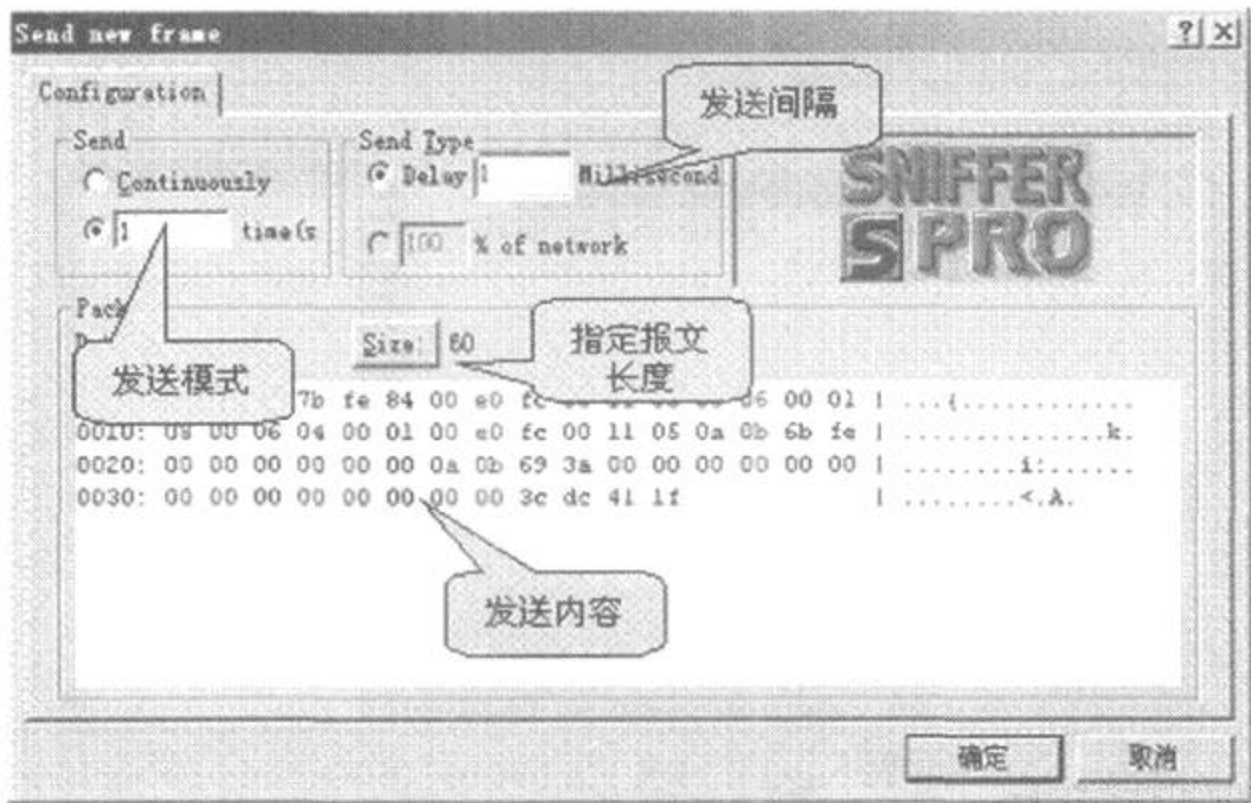 Send new frame
Configuration
Send
Continuously
1 time(s
Send Type
Delay 1 Millisecond
100 % of network
发送间隔
SNIFFER
S PRO
Pack
Size: 60
发送模式
指定报文
长度
7b fe 84 00 e0 fc 06 00 01 | ...{............
0010: 08 00 06 04 00 01 00 e0 fc 00 11 05 0a 0b 6b fe | ..............k.
0020: 00 00 00 00 00 00 0a 0b 69 3a 00 00 00 00 00 00 | ........i:......
0030: 00 00 00 00 00 00 00 00 3c dc 41 1f | ........<.A.
发送内容
确定
取消